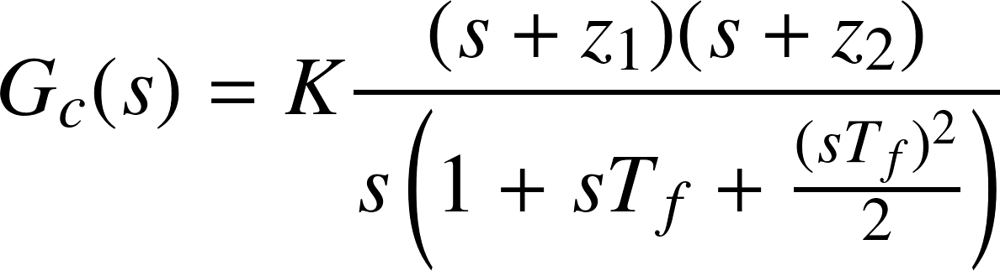 G_c(s) = K \frac{(s + z_1)(s + z_2)}{s \left( 1 + sT_f + \frac{(sT_f)^2}{2} \right)}